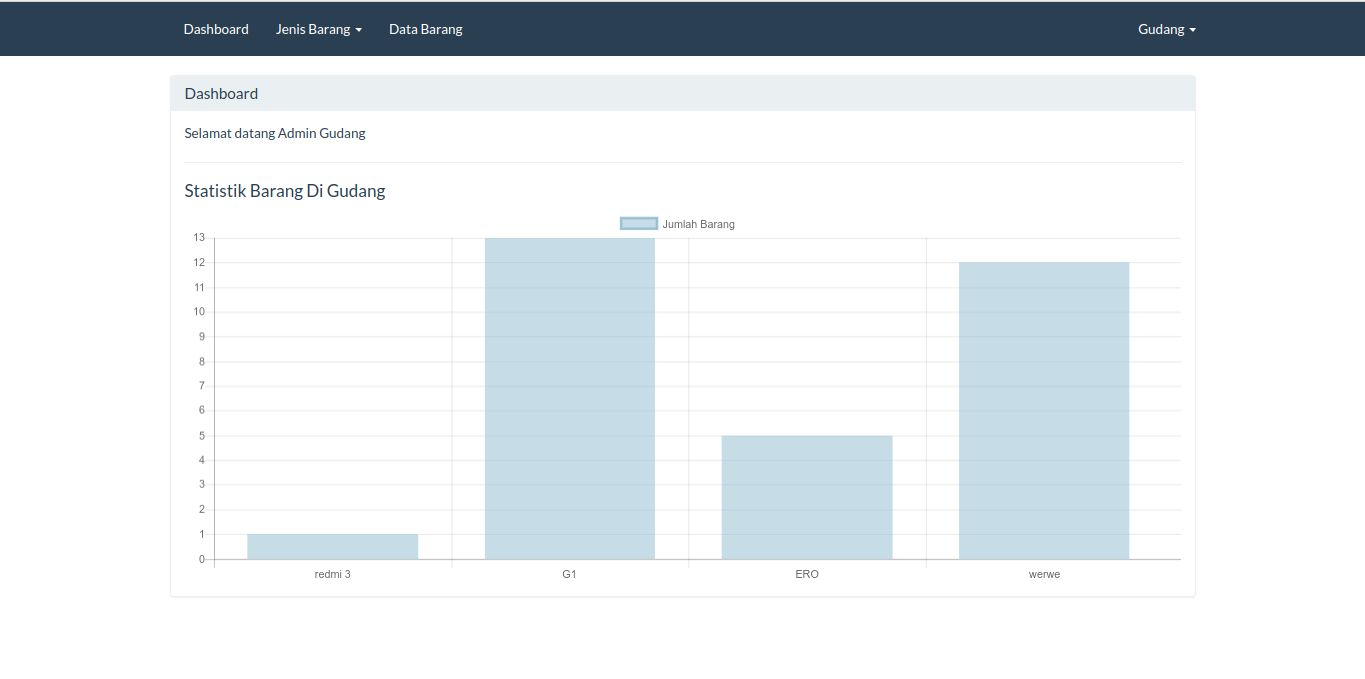 Dashboard Jenis Barang Data Barang Gudang
Dashboard
Selamat datang Admin Gudang
Statistik Barang Di Gudang
Jumlah Barang
13
12
11
10
9
8
7
6
5
4
3
2
1
0
redmi 3 G1 ERO werwe